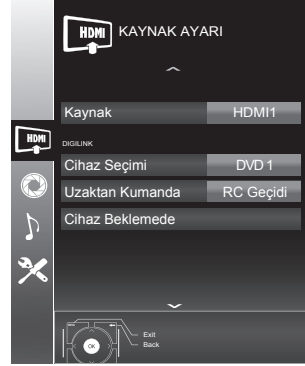 HDMI KAYNAK AYARI
Kaynak HDMI1
HDMI
DIGILINK
Cihaz Seçimi DVD 1
Uzaktan Kumanda RC Geçidi
Cihaz Beklemede
Exit
Back
OK